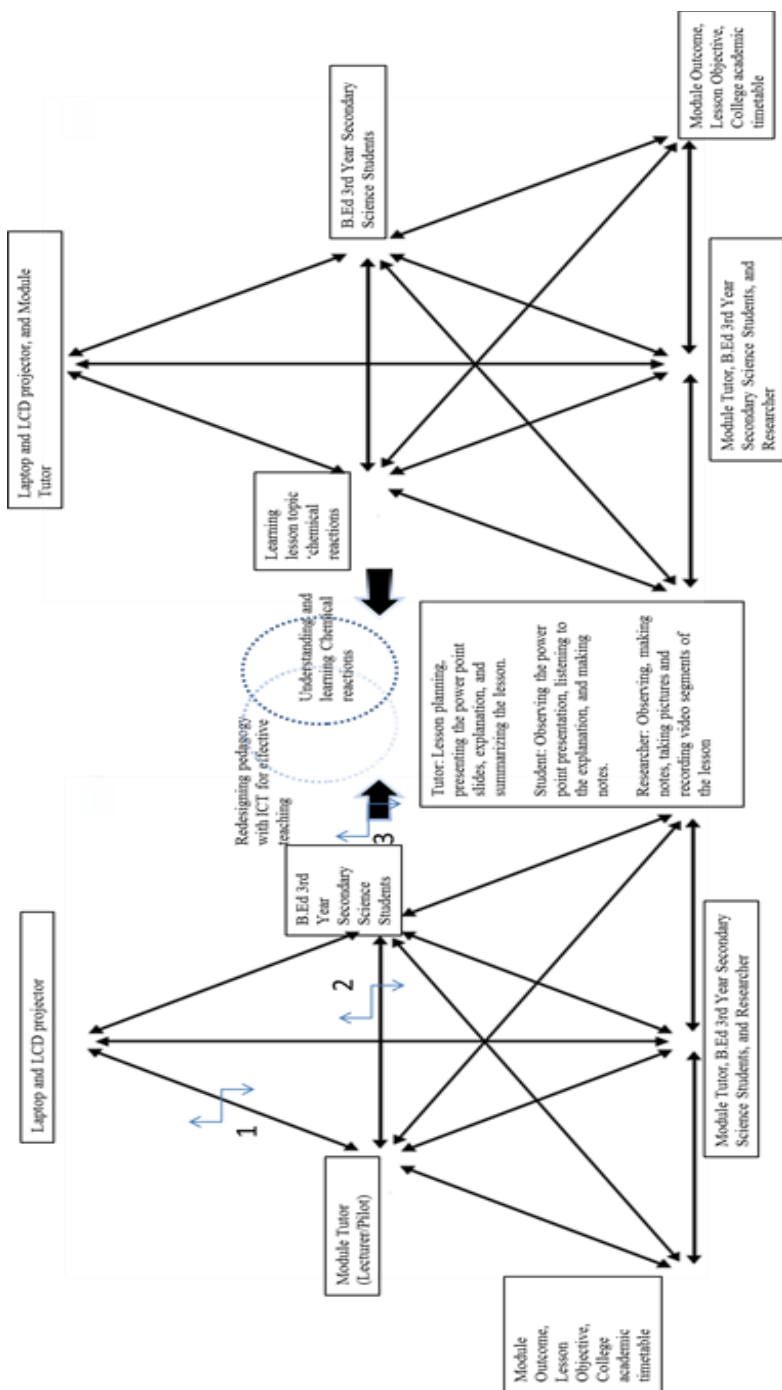 Laptop and LCD projector
Module Tutor
(Lecturer/Pilot)
B.Ed 3rd
Year
Secondary
Science
Students
1
2
3
Module
Outcome,
Lesson
Objective,
College
academic
timetable
Module Tutor, B.Ed 3rd Year Secondary
Science Students, and Researcher
Redesigning pedagogy
with ICT for effective
teaching
Understanding and
learning Chemical
reactions
Tutor: Lesson planning,
presenting the power point
slides, explanation, and
summarizing the lesson.
Student: Observing the power
point presentation, listening to
the explanation, and making
notes.
Researcher: Observing, making
notes, taking pictures and
recording video segments of
the lesson
Laptop and LCD projector, and Module
Tutor
Learning
lesson topic
‘chemical
reactions
B.Ed 3rd Year Secondary
Science Students
Module Tutor, B.Ed 3rd Year
Secondary Science Students, and
Researcher
Module Outcome,
Lesson Objective,
College academic
timetable